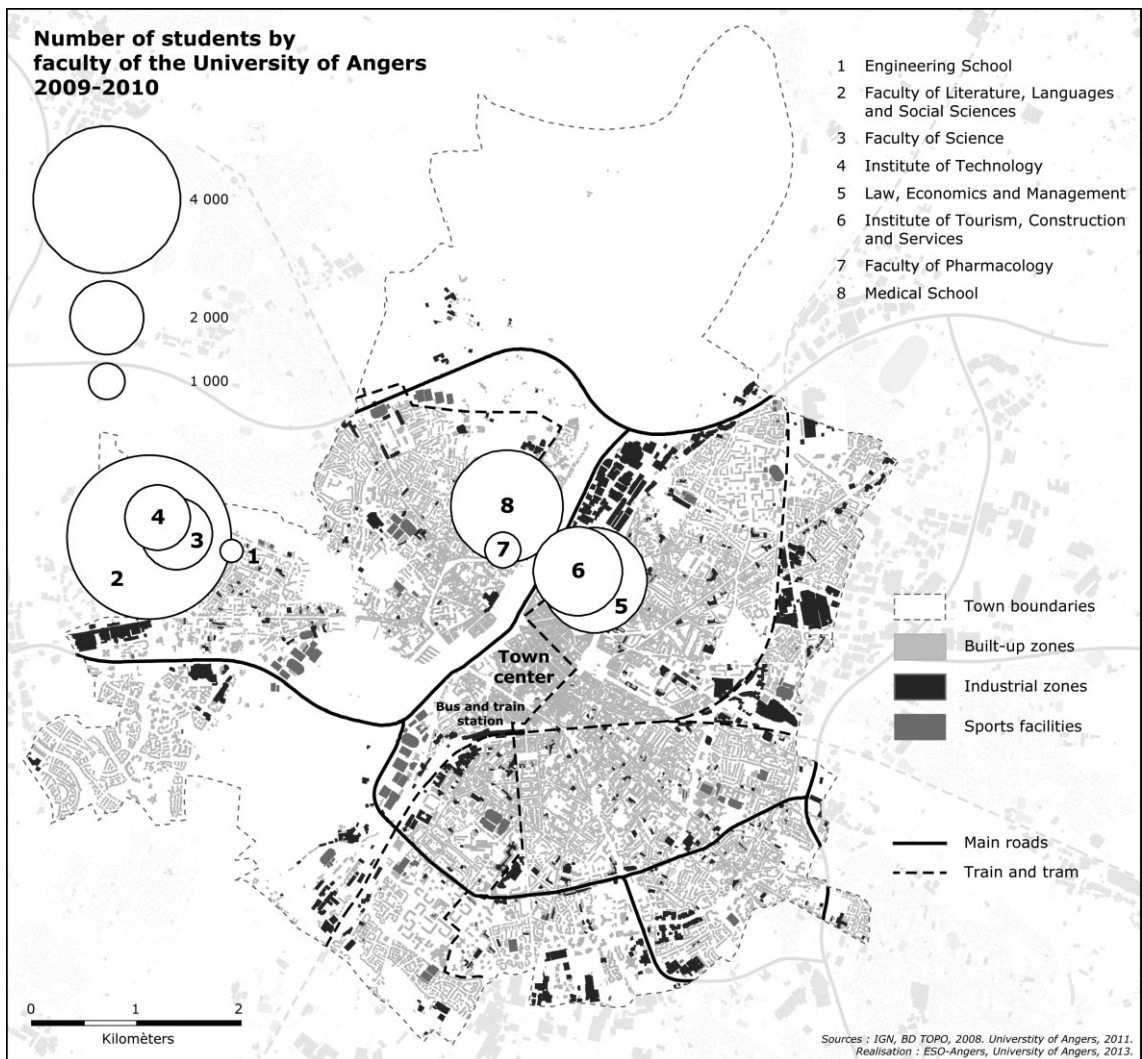 Number of students by
faculty of the University of Angers
2009-2010
4 000
2 000
1 000
1 Engineering School
2 Faculty of Literature, Languages
and Social Sciences
3 Faculty of Science
4 Institute of Technology
5 Law, Economics and Management
6 Institute of Tourism, Construction
and Services
7 Faculty of Pharmacology
8 Medical School
8
4
3
1
7
2
6
5
Town
center
Bus and train
station
Town boundaries
Built-up zones
Industrial zones
Sports facilities
Main roads
Train and tram
0 1 2
Kilomèters
Sources : IGN, BD TOPO, 2008. Universtity of Angers, 2011.
Realisation : ESO-Angers, University of Angers, 2013.